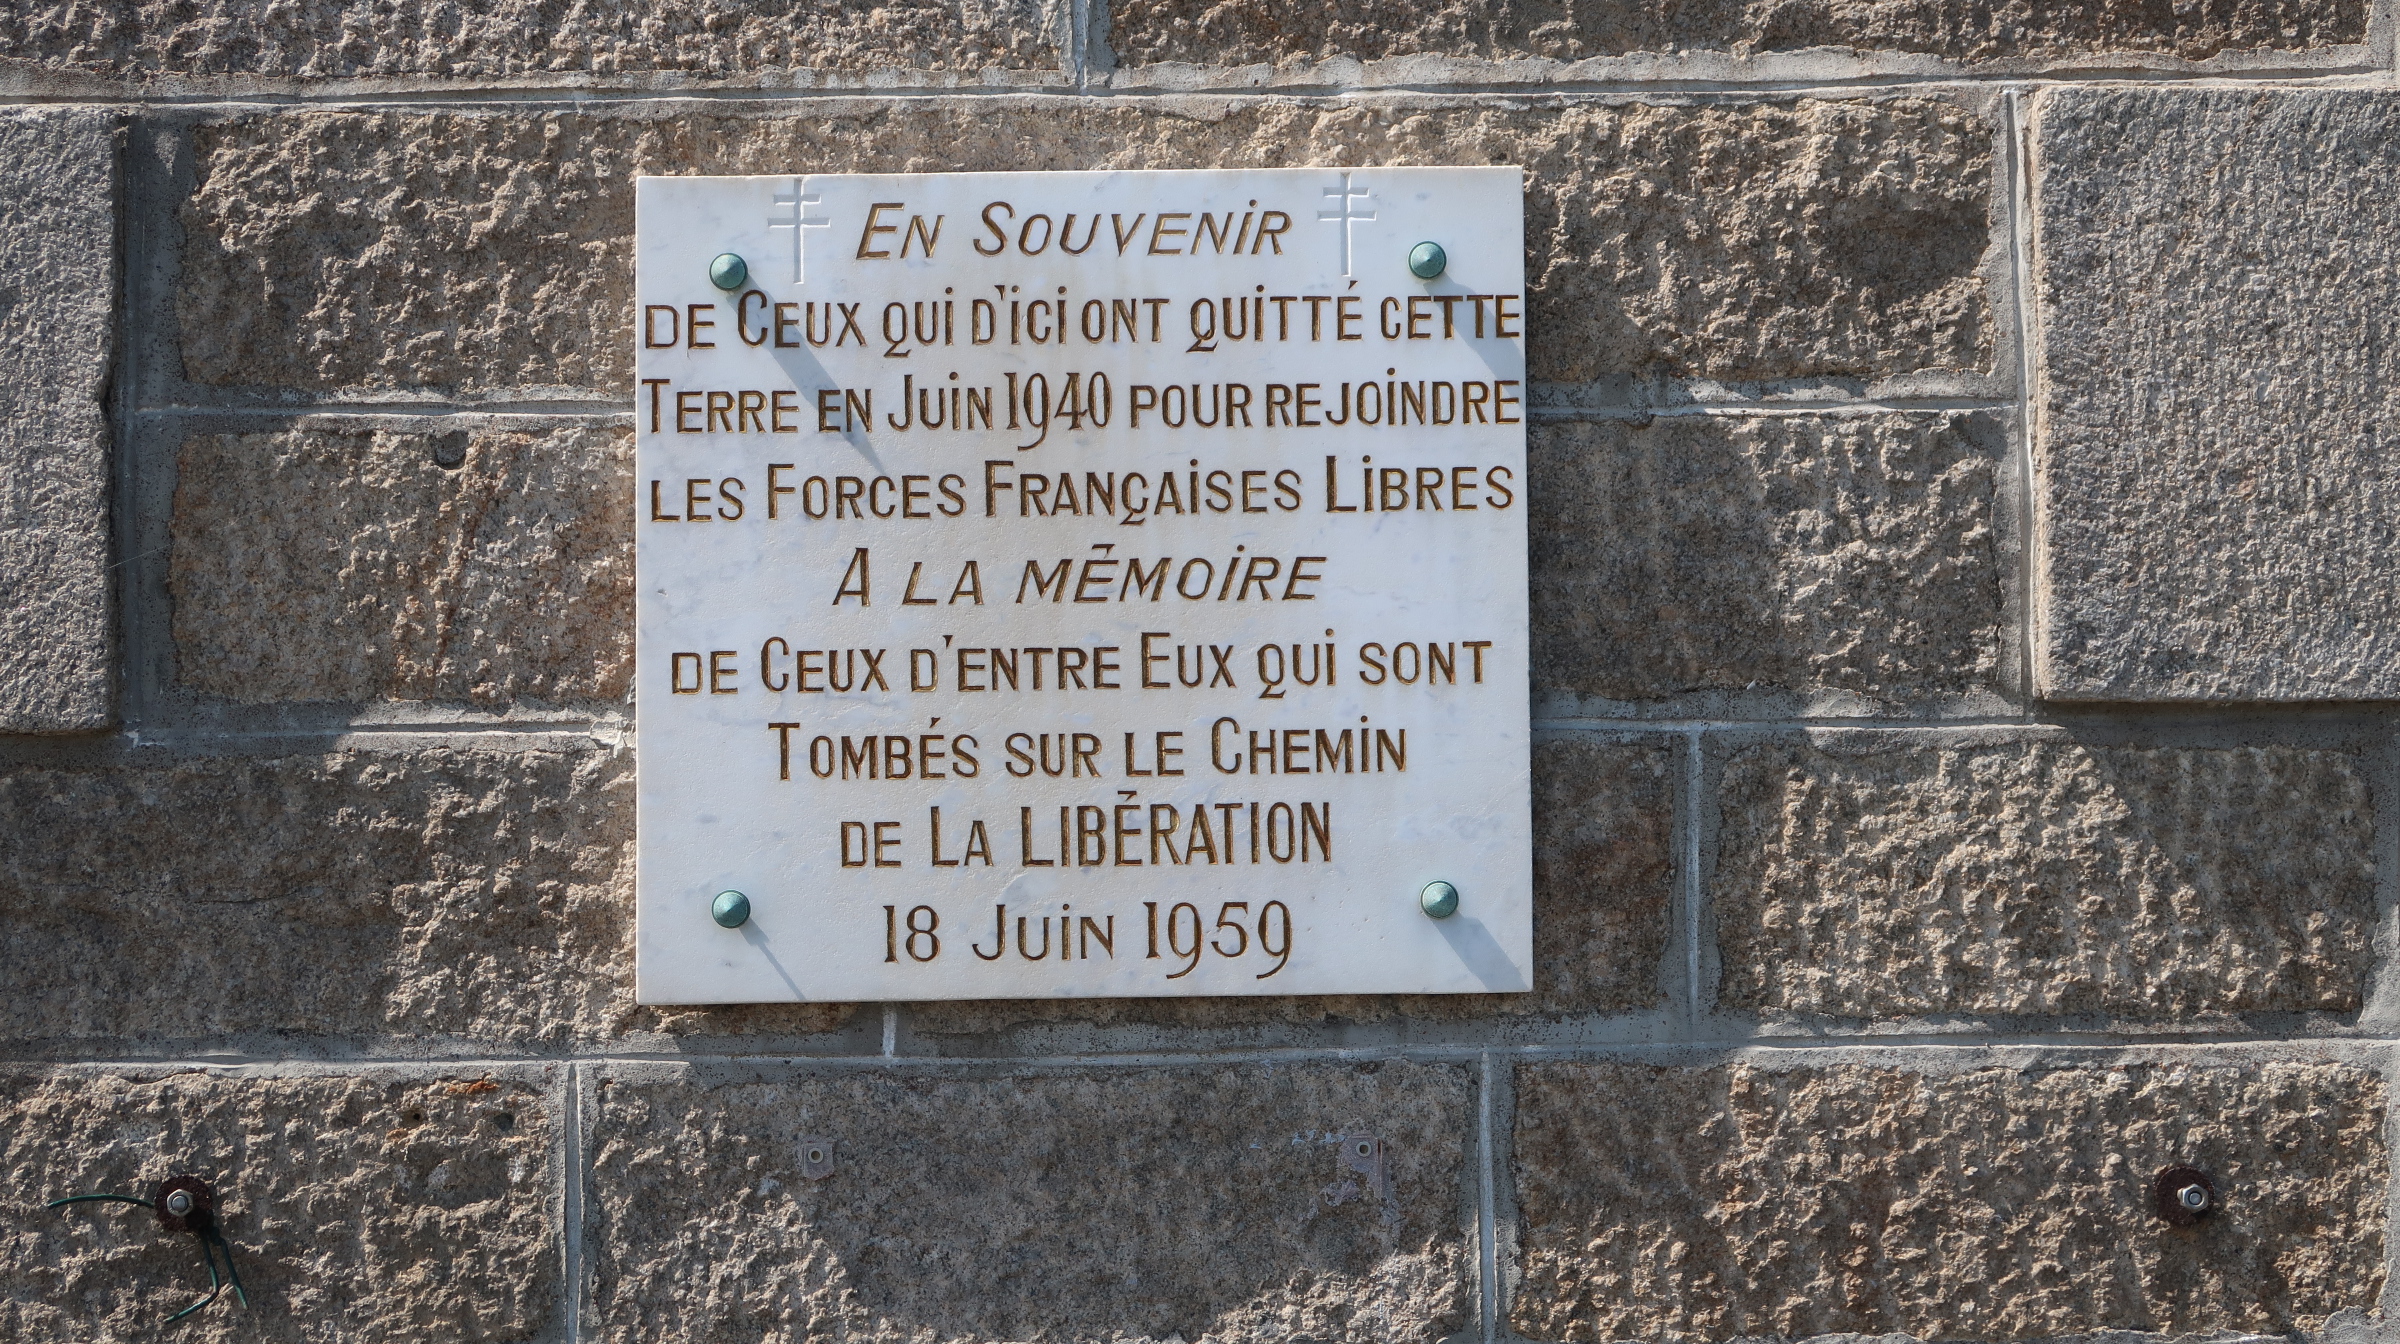 En Souvenir
de Ceux qui d'ici ont quitté cette
Terre en Juin 1940 pour rejoindre
les Forces Françaises Libres
A la mémoire
de Ceux d'entre Eux qui sont
Tombés sur le Chemin
de La LIBÉRATION
18 Juin 1959